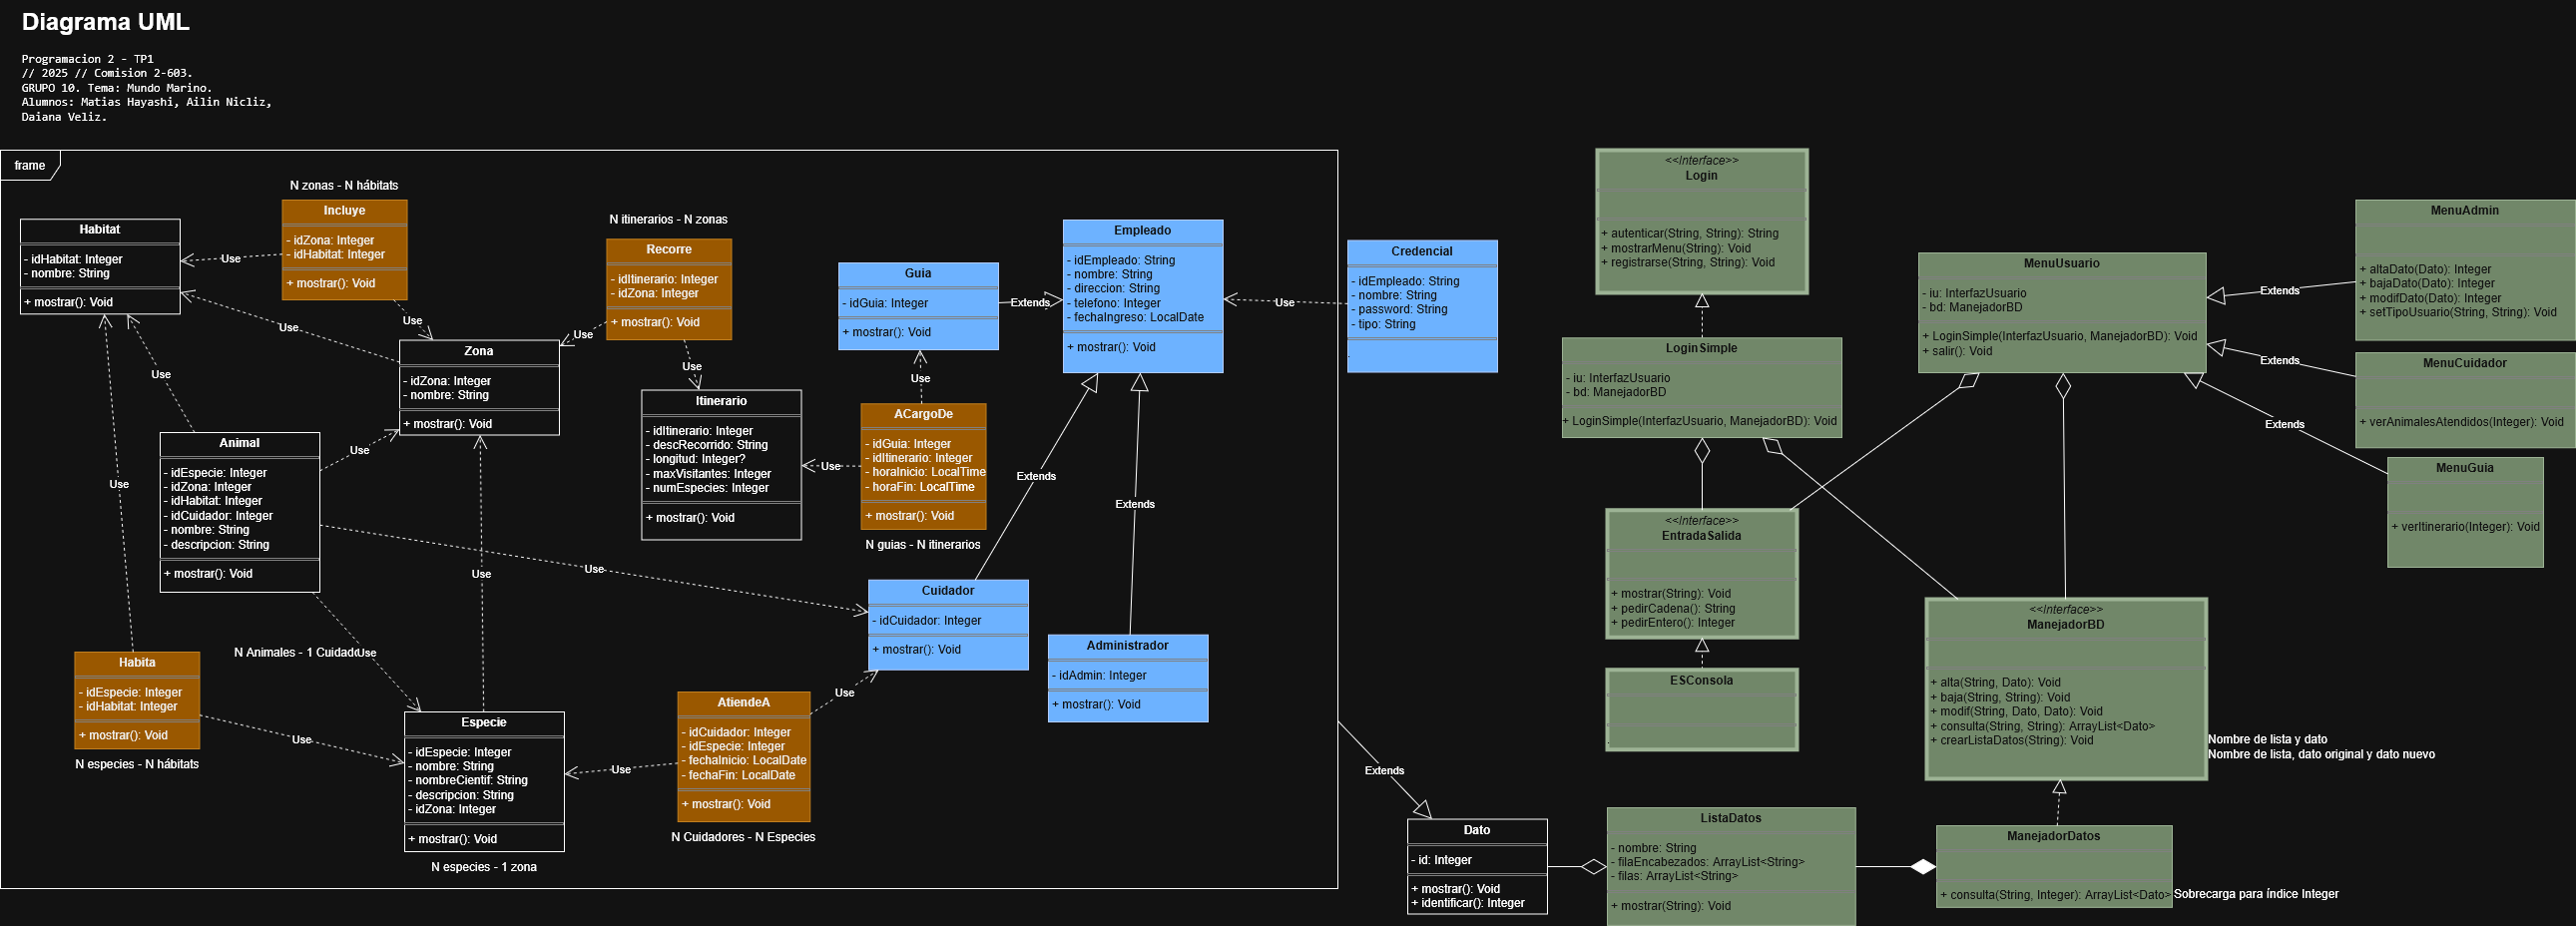 Diagrama UML
Programacion 2 - TP1
// 2025 // Comision 2-603.
GRUPO 10. Tema: Mundo Marino.
Alumnos: Matias Hayashi, Ailin Nicliz,
Daiana Veliz.
frame
Habitat
- idHabitat: Integer
- nombre: String
+ mostrar(): Void
N zonas - N hábitats
Incluye
- idZona: Integer
- idHabitat: Integer
+ mostrar(): Void
Use
Use
Use
N itinerarios - N zonas
Recorre
- idItinerario: Integer
- idZona: Integer
+ mostrar(): Void
Use
Use
Zona
- idZona: Integer
- nombre: String
+ mostrar(): Void
Itinerario
- idItinerario: Integer
- descRecorrido: String
- longitud: Integer?
- maxVisitantes: Integer
- numEspecies: Integer
+ mostrar(): Void
Guia
- idGuia: Integer
+ mostrar(): Void
Extends
Use
ACargoDe
- idGuia: Integer
- idItinerario: Integer
- horaInicio: LocalTime
- horaFin: LocalTime
+ mostrar(): Void
N guias - N itinerarios
Use
Empleado
- idEmpleado: String
- nombre: String
- direccion: String
- telefono: Integer
- fechaIngreso: LocalDate
+ mostrar(): Void
Use
Credencial
- idEmpleado: String
- nombre: String
- password: String
- tipo: String
Animal
- idEspecie: Integer
- idZona: Integer
- idHabitat: Integer
- idCuidador: Integer
- nombre: String
- descripcion: String
+ mostrar(): Void
Use
Use
Use
Use
Use
Extends
Extends
Cuidador
- idCuidador: Integer
+ mostrar(): Void
Administrador
- idAdmin: Integer
+ mostrar(): Void
N Animales - 1 Cuidad
Use
Habita
- idEspecie: Integer
- idHabitat: Integer
+ mostrar(): Void
N especies - N hábitats
Use
Especie
- idEspecie: Integer
- nombre: String
- nombreCientif: String
- descripcion: String
- idZona: Integer
+ mostrar(): Void
N especies - 1 zona
Use
AtiendeA
- idCuidador: Integer
- idEspecie: Integer
- fechaInicio: LocalDate
- fechaFin: LocalDate
+ mostrar(): Void
N Cuidadores - N Especies
Use
Extends
Dato
- id: Integer
+ mostrar(): Void
+ identificar(): Integer
<<Interface>>
Login
+ autenticar(String, String): String
+ mostrarMenu(String): Void
+ registrarse(String, String): Void
LoginSimple
- iu: InterfazUsuario
- bd: ManejadorBD
+ LoginSimple(InterfazUsuario, ManejadorBD): Void
<<Interface>>
EntradaSalida
+ mostrar(String): Void
+ pedirCadena(): String
+ pedirEntero(): Integer
ESConsola
MenuUsuario
- iu: InterfazUsuario
- bd: ManejadorBD
+ LoginSimple(InterfazUsuario, ManejadorBD): Void
+ salir(): Void
Extends
Extends
Extends
MenuAdmin
+ altaDato(Dato): Integer
+ bajaDato(Dato): Integer
+ modifDato(Dato): Integer
+ setTipoUsuario(String, String): Void
MenuCuidador
+ verAnimalesAtendidos(Integer): Void
MenuGuia
+ verItinerario(Integer): Void
<<Interface>>
ManejadorBD
+ alta(String, Dato): Void
+ baja(String, String): Void
+ modif(String, Dato, Dato): Void
+ consulta(String, String): ArrayList<Dato>
+ crearListaDatos(String): Void
Nombre de lista y dato
Nombre de lista, dato original y dato nuevo
ListaDatos
- nombre: String
- filaEncabezados: ArrayList<String>
- filas: ArrayList<String>
+ mostrar(String): Void
ManejadorDatos
+ consulta(String, Integer): ArrayList<Dato>
Sobrecarga para índice Integer